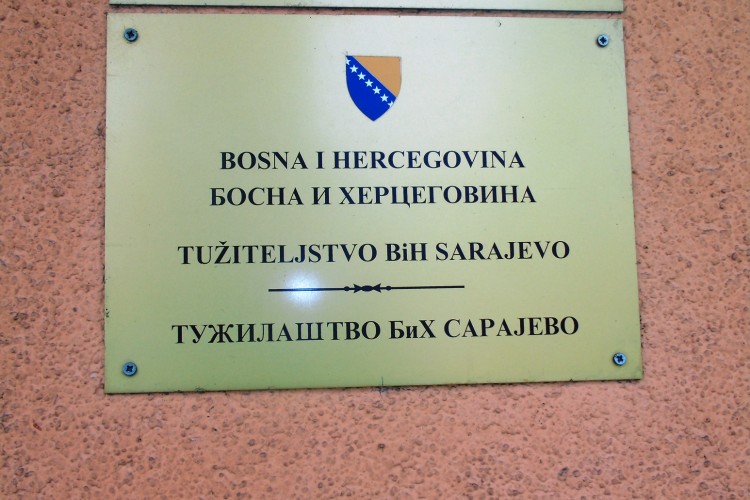 BOSNA I HERCEGOVINA
БОСНА И ХЕРЦЕГОВИНА
TUŽITELJSTVO BiH SARAJEVO
ТУЖИЛАШТВО БиХ САРАЈЕВО